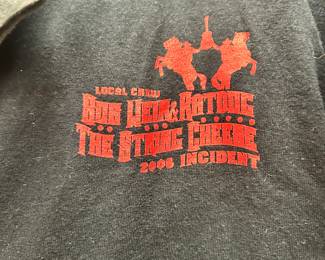 LOCAL CREW
BOB WEIR & RATDOG
THE STRING CHEESE
2006 INCIDENT